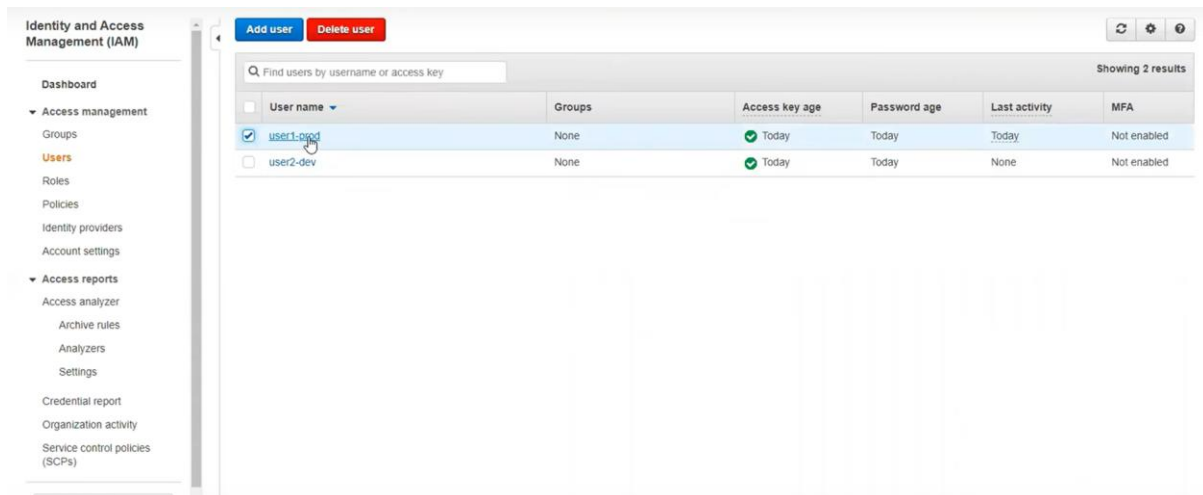 Identity and Access
Management (IAM)
Dashboard
Access management
Groups
Users
Roles
Policies
Identity providers
Account settings
Access reports
Access analyzer
Archive rules
Analyzers
Settings
Credential report
Organization activity
Service control policies
(SCPs)
Add user Delete user
Find users by username or access key
Showing 2 results
User name Groups Access key age Password age Last activity MFA
user1-prod None Today Today Today Not enabled
user2-dev None Today Today None Not enabled